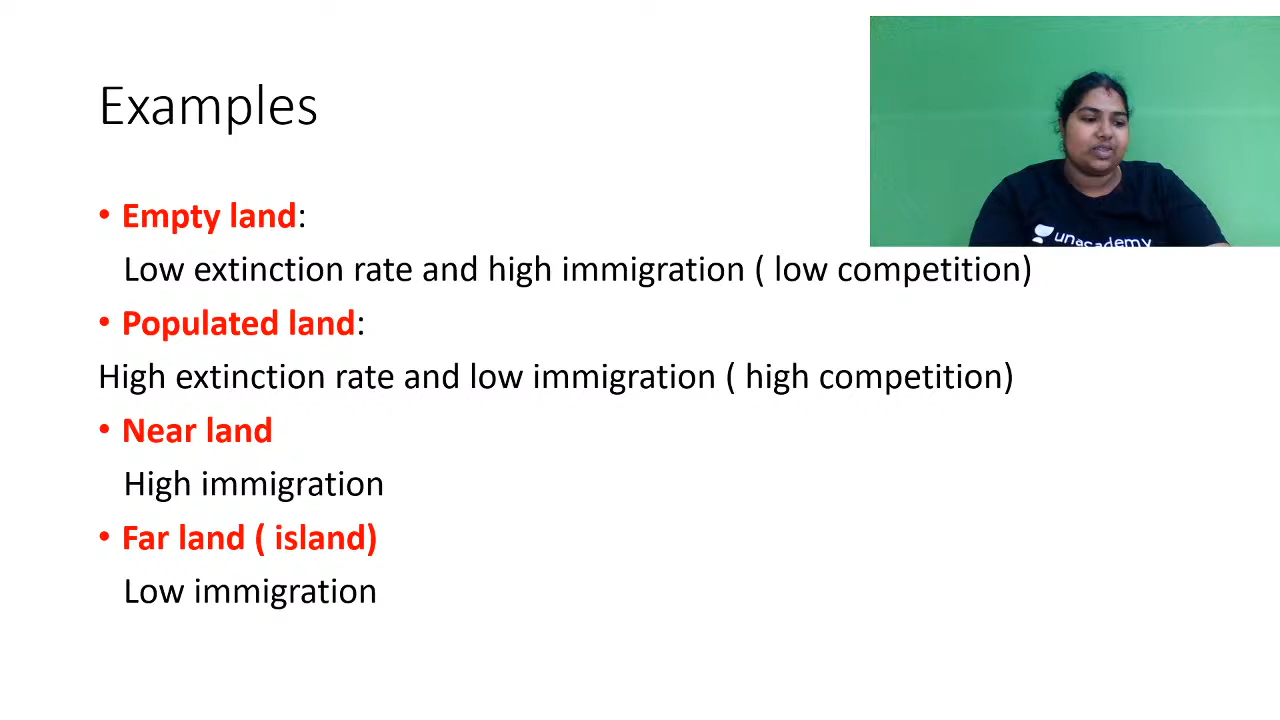 Examples
unacademy
• Empty land:
Low extinction rate and high immigration ( low competition)
• Populated land:
High extinction rate and low immigration ( high competition)
• Near land
High immigration
• Far land ( island)
Low immigration